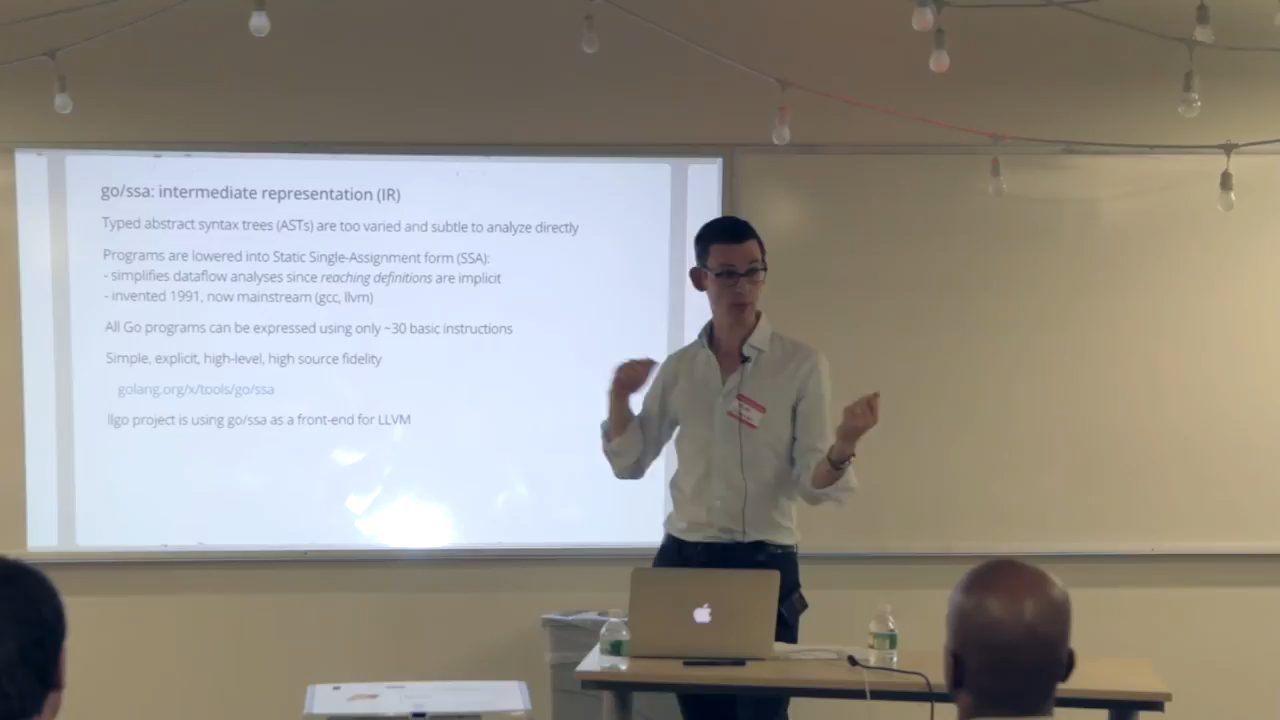 go/ssa: intermediate representation (IR)
Typed abstract syntax trees (ASTs) are too varied and subtle to analyze directly
Programs are lowered into Static Single-Assignment form (SSA):
- simplifies dataflow analyses since reaching definitions are implicit
- invented 1991, now mainstream (gcc, llvm)
All Go programs can be expressed using only ~30 basic instructions
Simple, explicit, high-level, high source fidelity
golang.org/x/tools/go/ssa
llgo project is using go/ssa as a front-end for LLVM